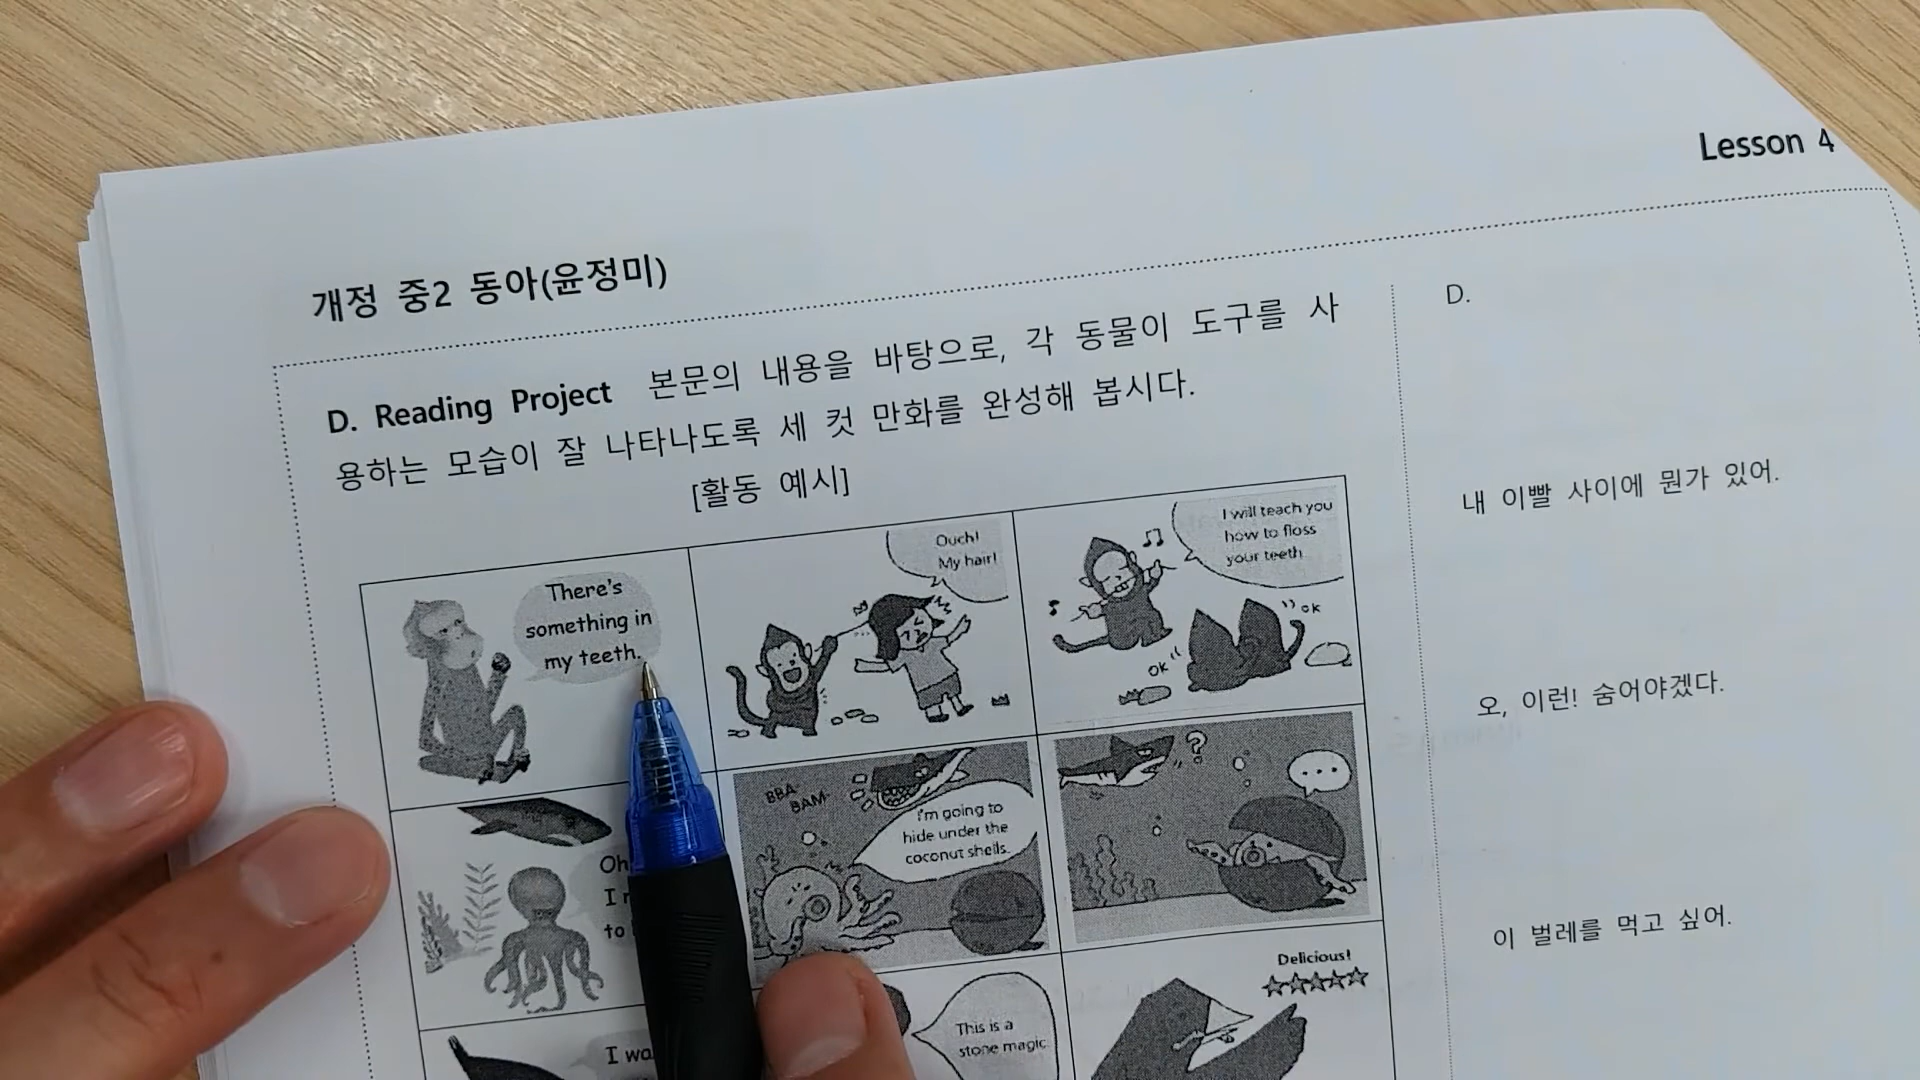 Lesson 4
개정 중2 동아(윤정미)
D. Reading Project 본문의 내용을 바탕으로, 각 동물이 도구를 사
용하는 모습이 잘 나타나도록 세 컷 만화를 완성해 봅시다.
[활동 예시]
There's
something in
my teeth.
Ouch!
My hair!
I will teach you
how to floss
your teeth
OK
OK
Oh
I
to
BBA
BAM
I'm going to
hide under the
coconut shells.
?
...
I wa
This is a
stone magic
Delicious!
☆☆☆☆☆
D.
내 이빨 사이에 뭔가 있어.
오, 이런! 숨어야겠다.
이 벌레를 먹고 싶어.